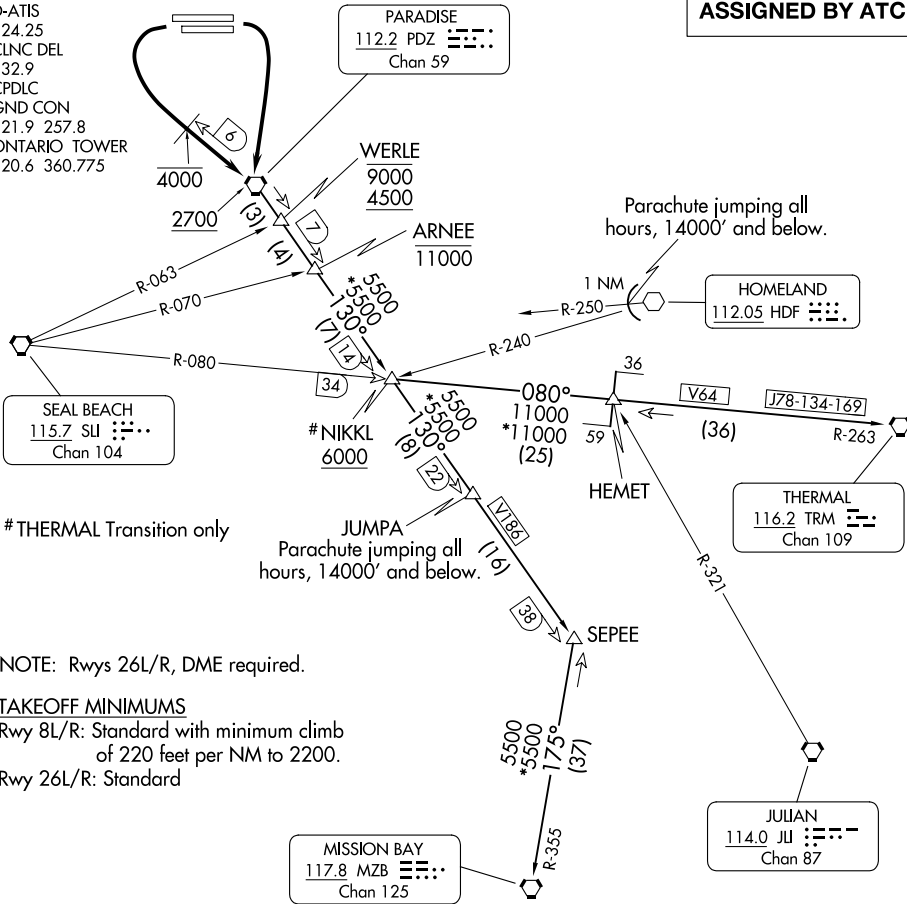 D-ATIS
24.25
CLNC DEL
32.9
CPDLC
GND CON
21.9 257.8
ONTARIO TOWER
20.6 360.775
PARADISE
112.2 PDZ
Chan 59
ASSIGNED BY ATC
6
4000
2700
WERLE
9000
4500
(3)
7
(4)
ARNEE
11000
Parachute jumping all
hours, 14000' and below.
1 NM
HOMELAND
112.05 HDF
R-063
R-070
R-250
R-240
5500
*5500
130°
(7)
14
R-080
34
SEAL BEACH
115.7 SLI
Chan 104
# NIKKL
6000
5500
*5500
130°
(8)
22
080°
11000
*11000
(25)
36
59
HEMET
V64
J78-134-169
(36)
R-263
THERMAL
116.2 TRM
Chan 109
# THERMAL Transition only
JUMPA
Parachute jumping all
hours, 14000' and below.
V186
(16)
38
R-321
SEPEE
NOTE: Rwys 26L/R, DME required.
TAKEOFF MINIMUMS
Rwy 8L/R: Standard with minimum climb
of 220 feet per NM to 2200.
Rwy 26L/R: Standard
5500
*5500
175°
(37)
R-355
JULIAN
114.0 JLI
Chan 87
MISSION BAY
117.8 MZB
Chan 125